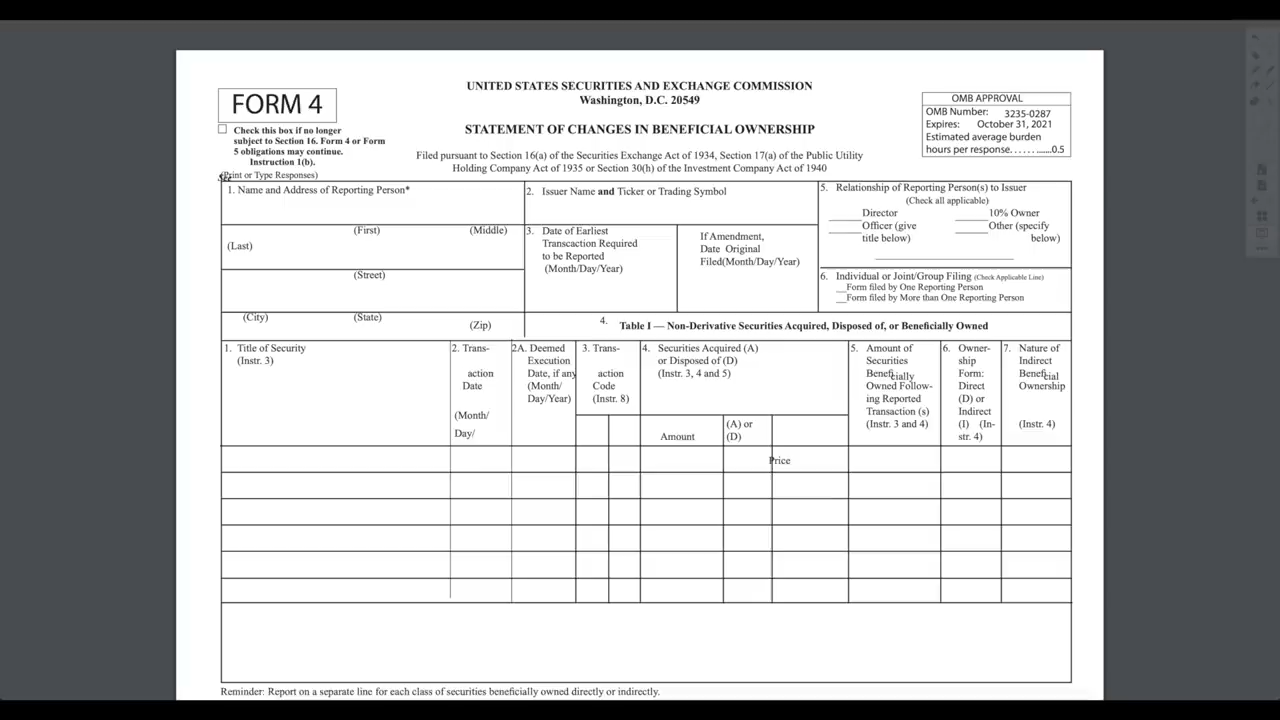 UNITED STATES SECURITIES AND EXCHANGE COMMISSION
Washington, D.C. 20549
STATEMENT OF CHANGES IN BENEFICIAL OWNERSHIP
Filed pursuant to Section 16(a) of the Securities Exchange Act of 1934, Section 17(a) of the Public Utility
Holding Company Act of 1935 or Section 30(h) of the Investment Company Act of 1940
FORM 4
Check this box if no longer
subject to Section 16. Form 4 or Form
5 obligations may continue.
Instruction 1(b).
See
(Print or Type Responses)
OMB APPROVAL
OMB Number: 3235-0287
Expires: October 31, 2021
Estimated average burden
hours per response. . . . . . ......0.5
1. Name and Address of Reporting Person*
(Last)
(First)
(Middle)
(Street)
(City)
(State)
(Zip)
2. Issuer Name and Ticker or Trading Symbol
3. Date of Earliest
Transcaction Required
to be Reported
(Month/Day/Year)
If Amendment,
Date Original
Filed(Month/Day/Year)
4.
5. Relationship of Reporting Person(s) to Issuer
(Check all applicable)
______Director ______10% Owner
______Officer (give ______Other (specify
title below) below)
6. Individual or Joint/Group Filing (Check Applicable Line)
__Form filed by One Reporting Person
__Form filed by More than One Reporting Person
Table I — Non-Derivative Securities Acquired, Disposed of, or Beneficially Owned
1. Title of Security
(Instr. 3)
2. Trans-
action
Date
(Month/
Day/
2A. Deemed
Execution
Date, if any
(Month/
Day/Year)
3. Trans-
action
Code
(Instr. 8)
4. Securities Acquired (A)
or Disposed of (D)
(Instr. 3, 4 and 5)
Amount
(A) or
(D)
Price
5. Amount of
Securities
Beneficially
Owned Follow-
ing Reported
Transaction (s)
(Instr. 3 and 4)
6. Owner-
ship
Form:
Direct
(D) or
Indirect
(I) (In-
str. 4)
7. Nature of
Indirect
Beneficial
Ownership
(Instr. 4)
Reminder: Report on a separate line for each class of securities beneficially owned directly or indirectly.